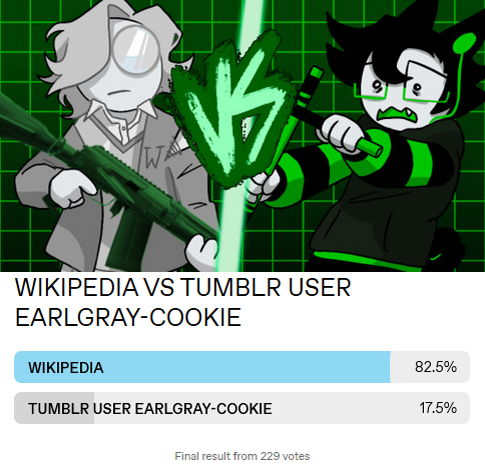 W
VS
WIKIPEDIA VS TUMBLR USER
EARLGRAY-COOKIE
WIKIPEDIA 82.5%
TUMBLR USER EARLGRAY-COOKIE 17.5%
Final result from 229 votes